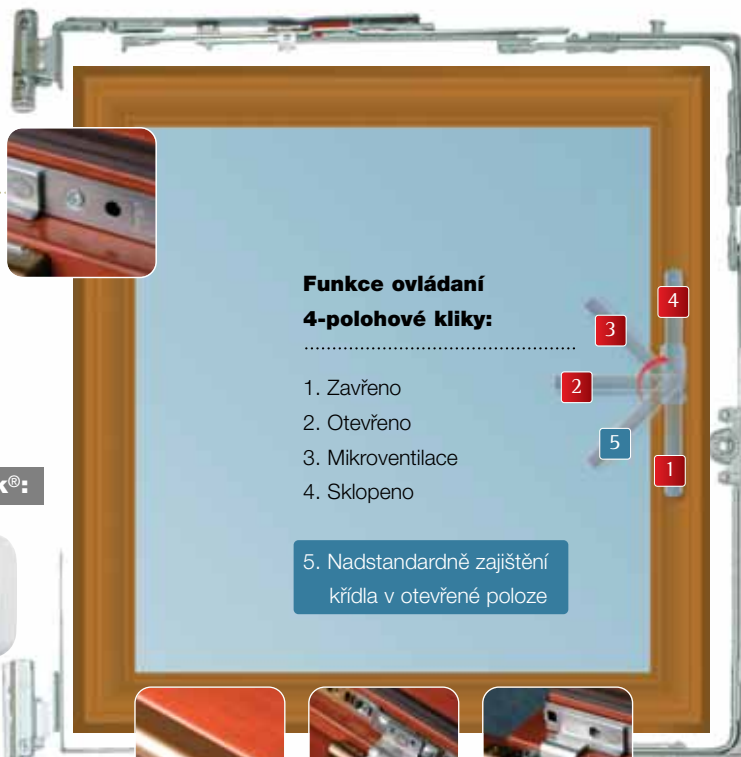 Funkce ovládaní
4-polohové kliky:
1. Zavřeno
2. Otevřeno
3. Mikroventilace
4. Sklopeno
5. Nadstandardně zajištění
křídla v otevřené poloze
4
3
2
5
1
k®: